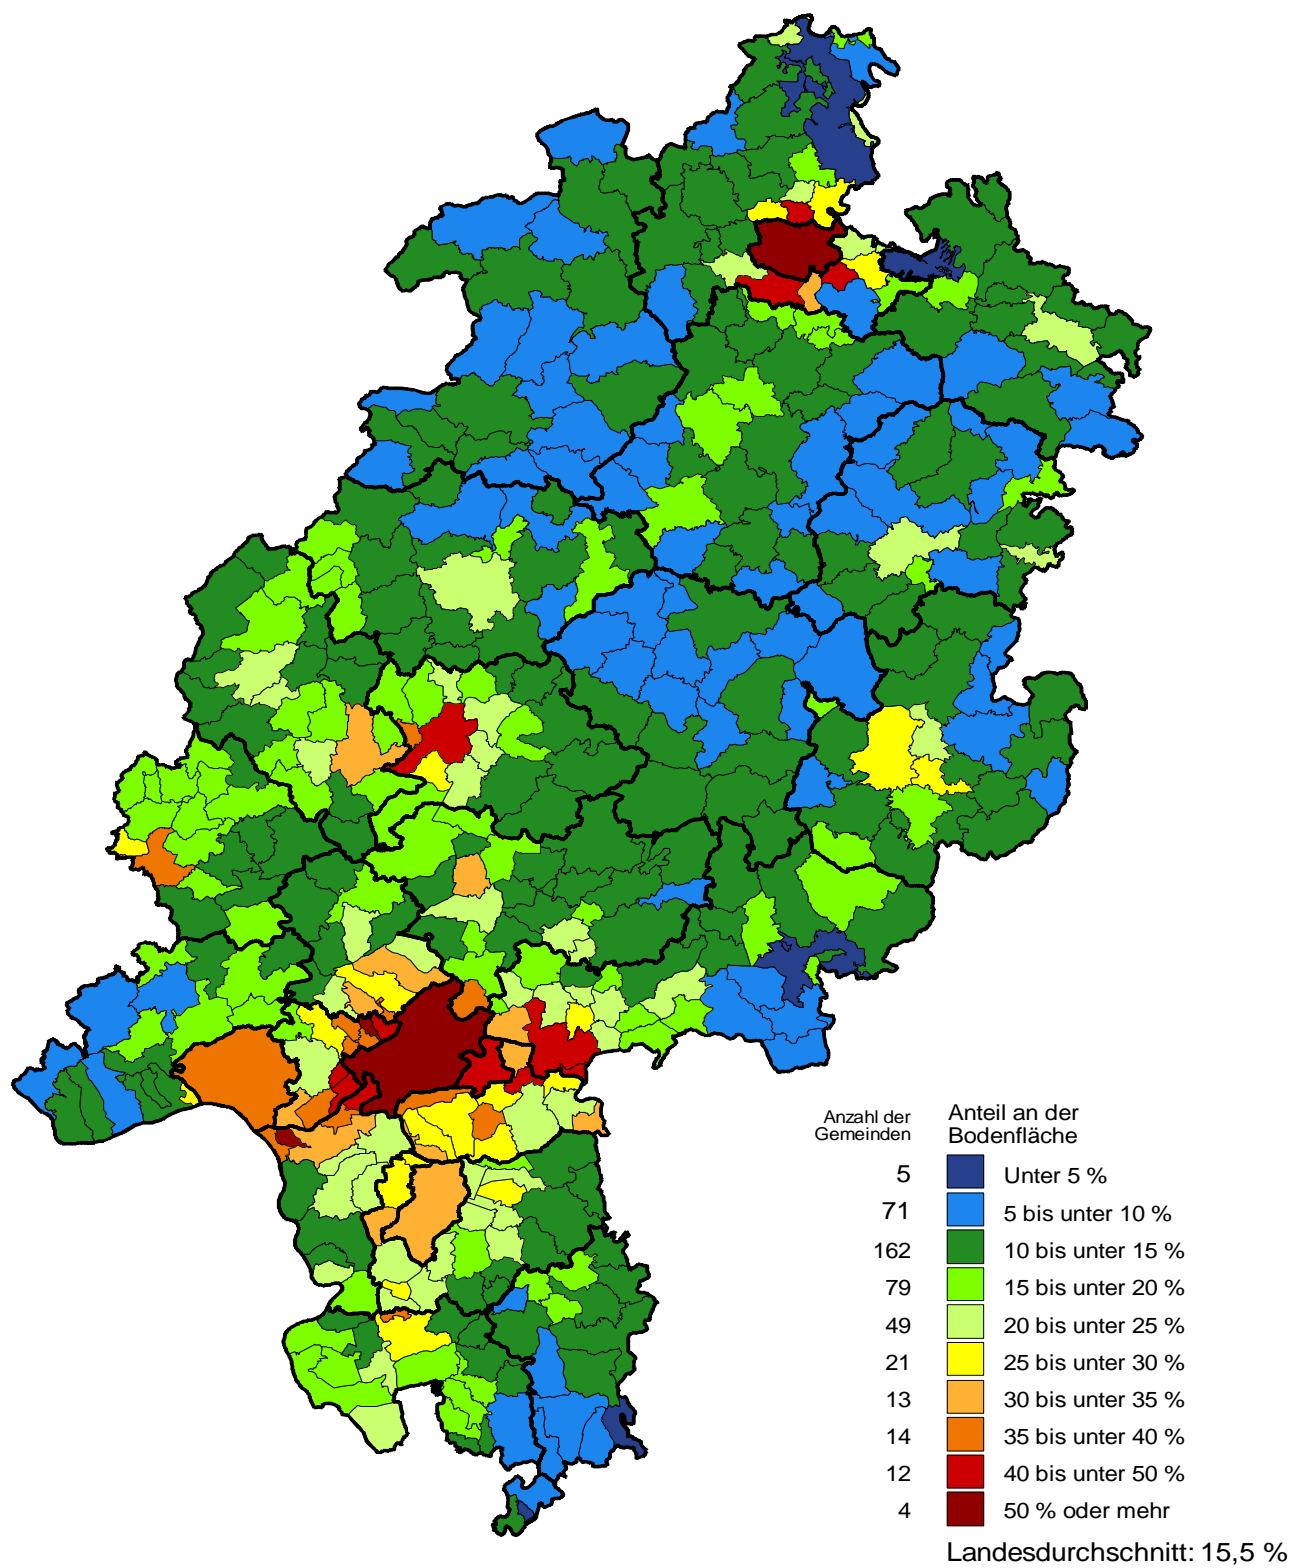 Anzahl der Gemeinden
Anteil an der Bodenfläche
5 Unter 5 %
71 5 bis unter 10 %
162 10 bis unter 15 %
79 15 bis unter 20 %
49 20 bis unter 25 %
21 25 bis unter 30 %
13 30 bis unter 35 %
14 35 bis unter 40 %
12 40 bis unter 50 %
4 50 % oder mehr
Landesdurchschnitt: 15,5 %